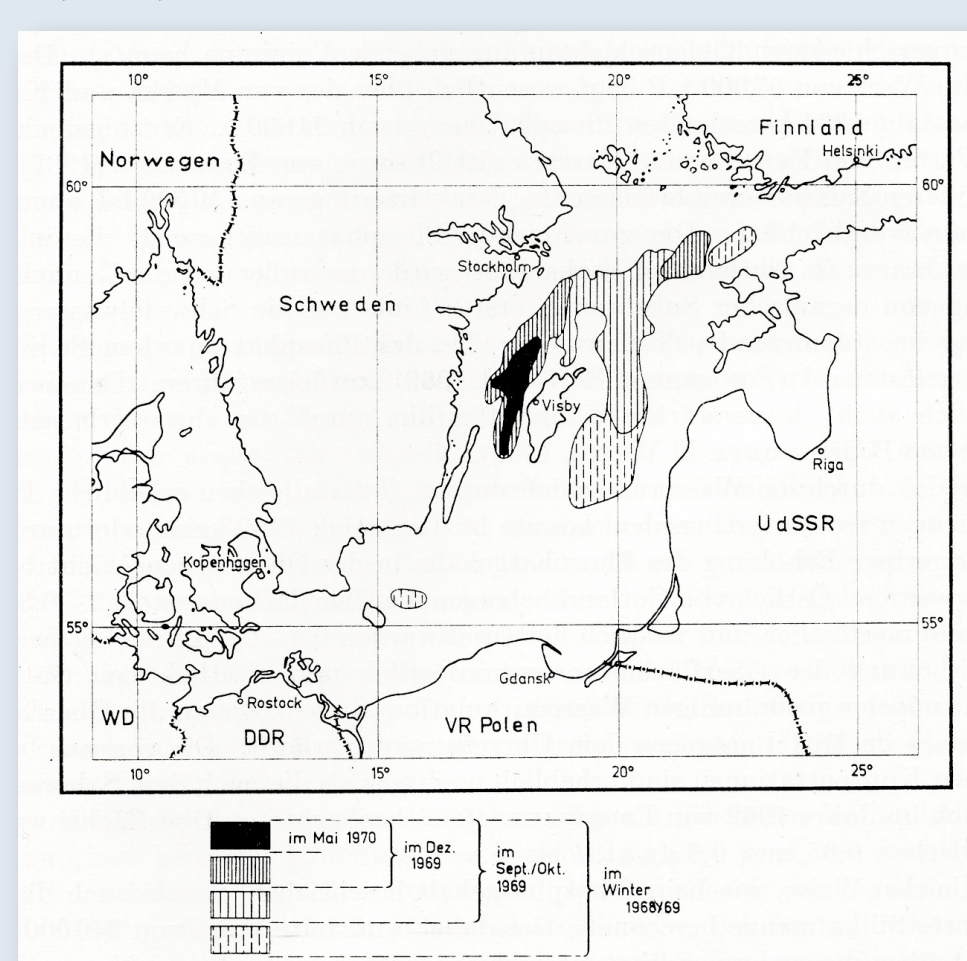 10° 15° 20° 25°
Finnland
Norwegen
Helsinki
60° 60°
Stockholm
Schweden
Visby
Riga
UdSSR
Kopenhagen
55° 55°
Gdansk
Rostock
WD
DDR
VR Polen
10° 15° 20° 25°
im Mai 1970
im Dez.
1969
im
Sept./Okt.
1969
im
Winter
1968/69